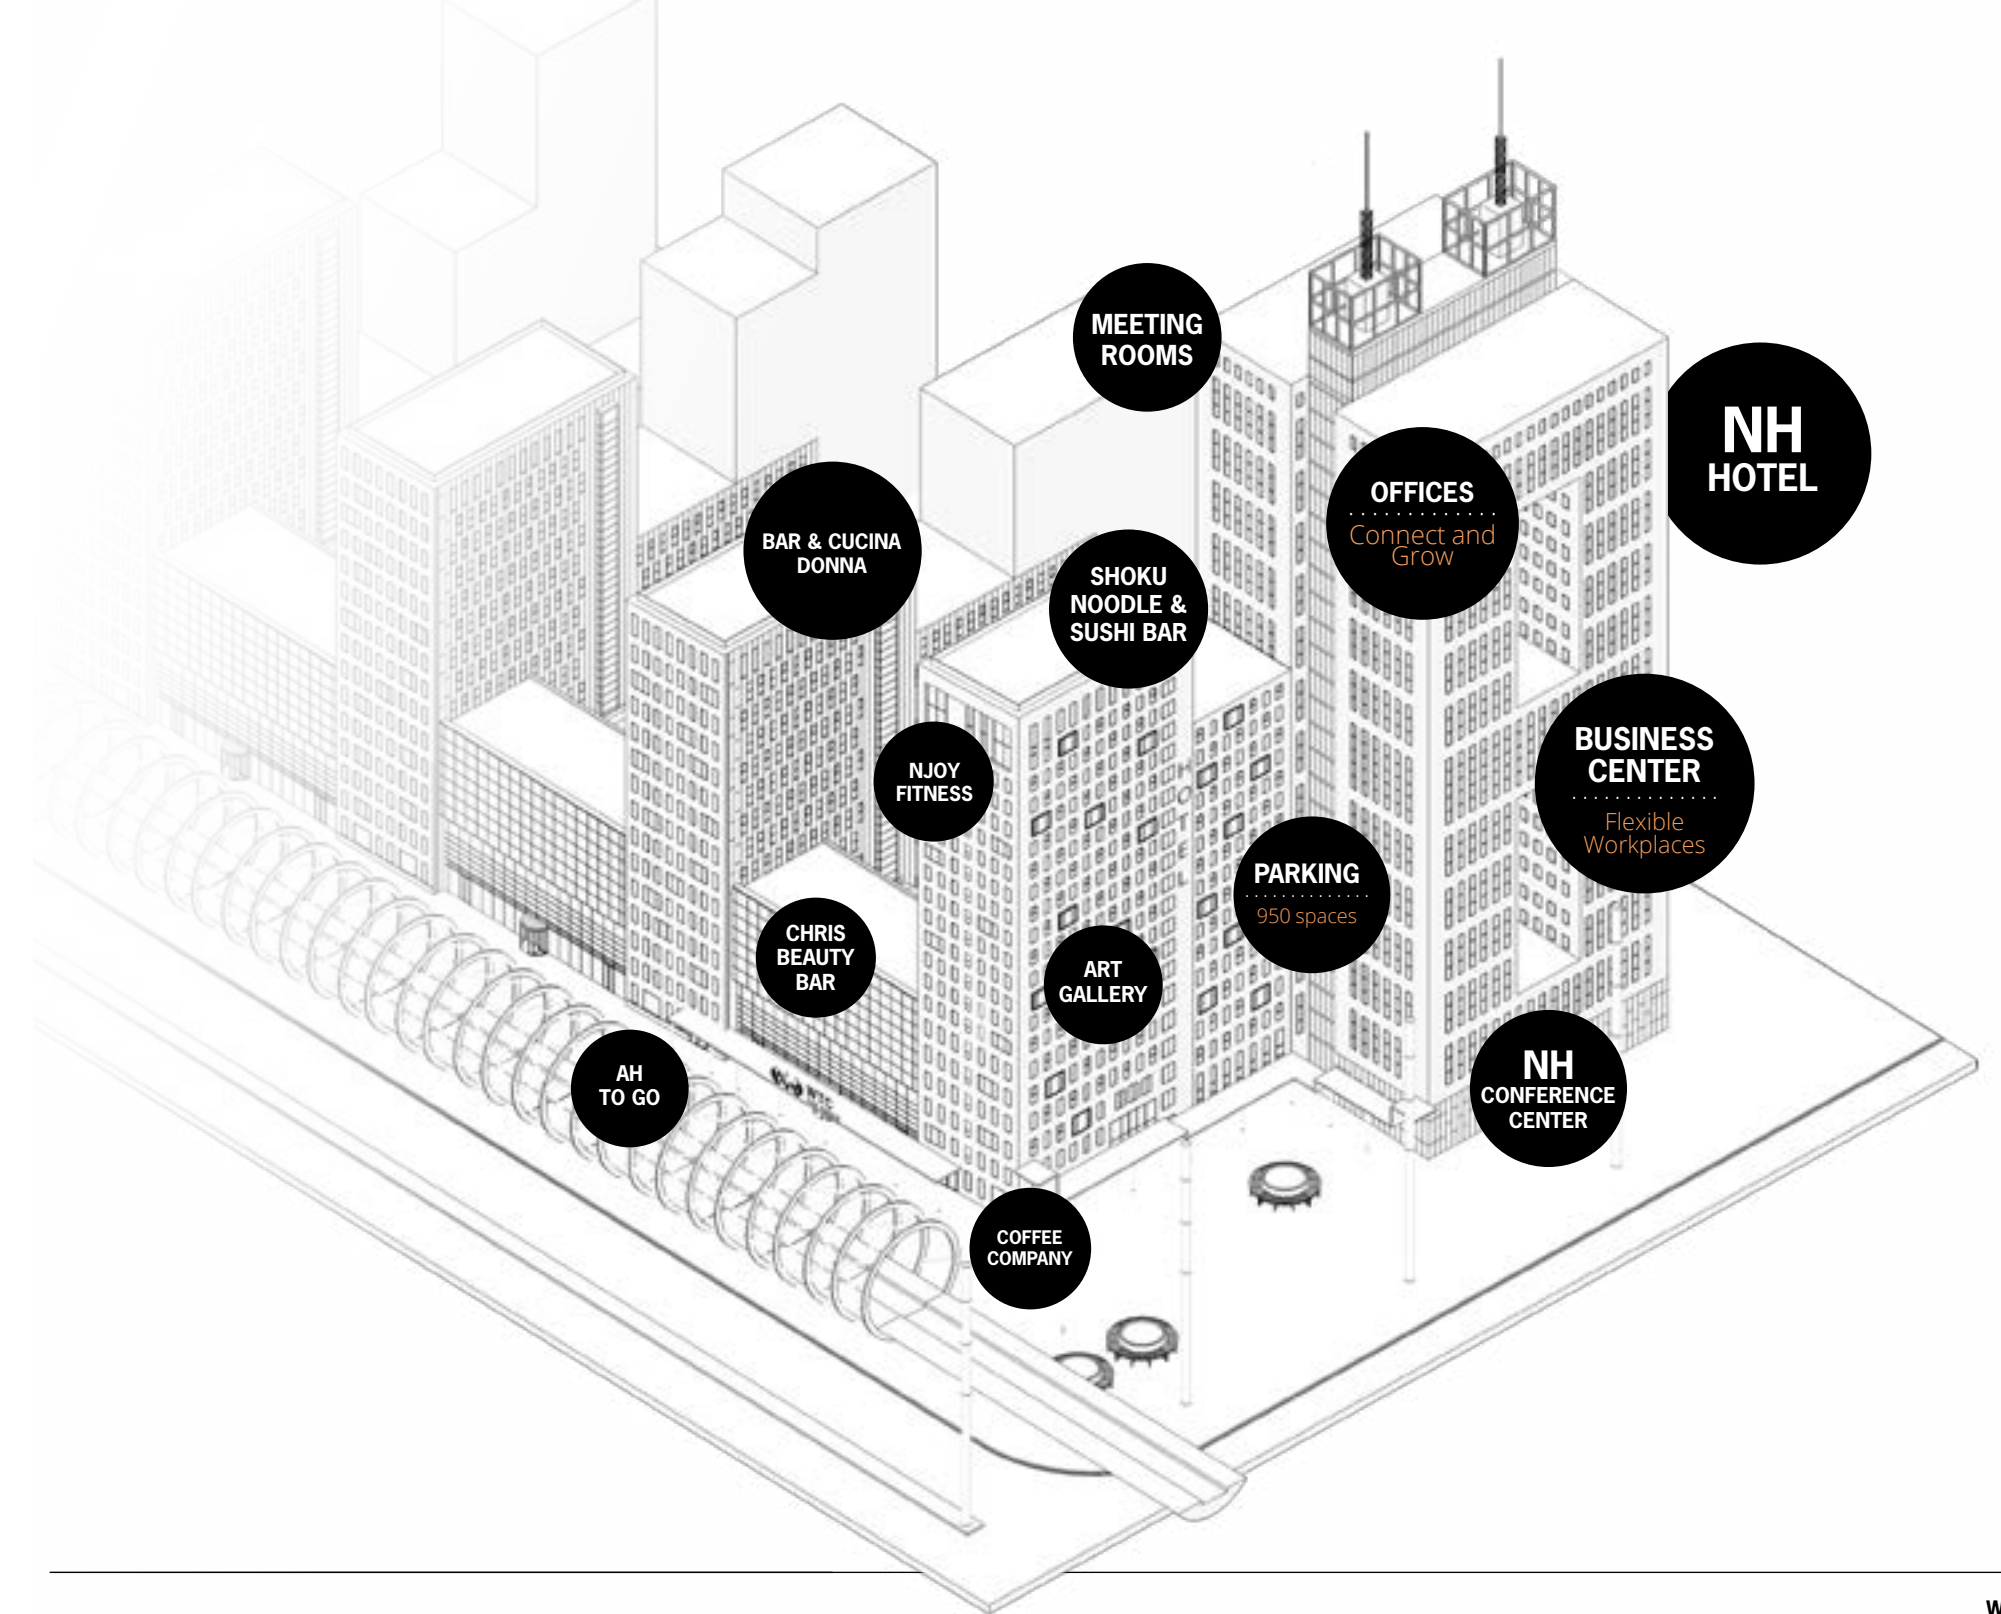 MEETING
ROOMS
NH
HOTEL
OFFICES
Connect and
Grow
BAR & CUCINA
DONNA
SHOKU
NOODLE &
SUSHI BAR
BUSINESS
CENTER
Flexible
Workplaces
NJOY
FITNESS
HOTEL
PARKING
950 spaces
CHRIS
BEAUTY
BAR
ART
GALLERY
AH
TO GO
NH
CONFERENCE
CENTER
COFFEE
COMPANY